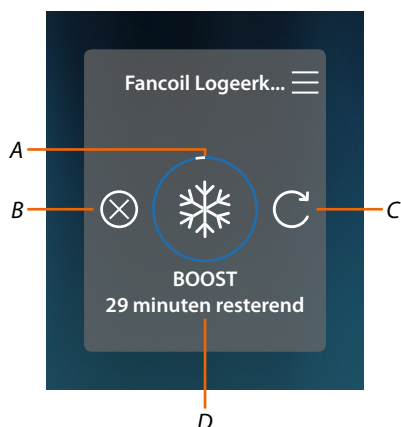 Fancoil Logeerk...
A
B
C
BOOST
29 minuten resterend
D